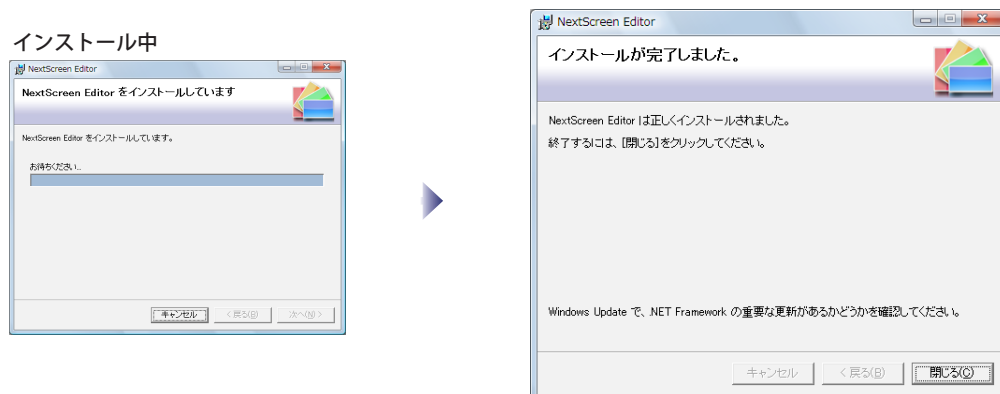 インストール中
NextScreen Editor
NextScreen Editor をインストールしています
NextScreen Editor をインストールしています。
お待ちください...
キャンセル
< 戻る(B)
次へ(N) >
NextScreen Editor
インストールが完了しました。
NextScreen Editor は正しくインストールされました。
終了するには、[閉じる]をクリックしてください。
Windows Update で、.NET Framework の重要な更新があるかどうかを確認してください。
キャンセル
< 戻る(B)
閉じる(C)